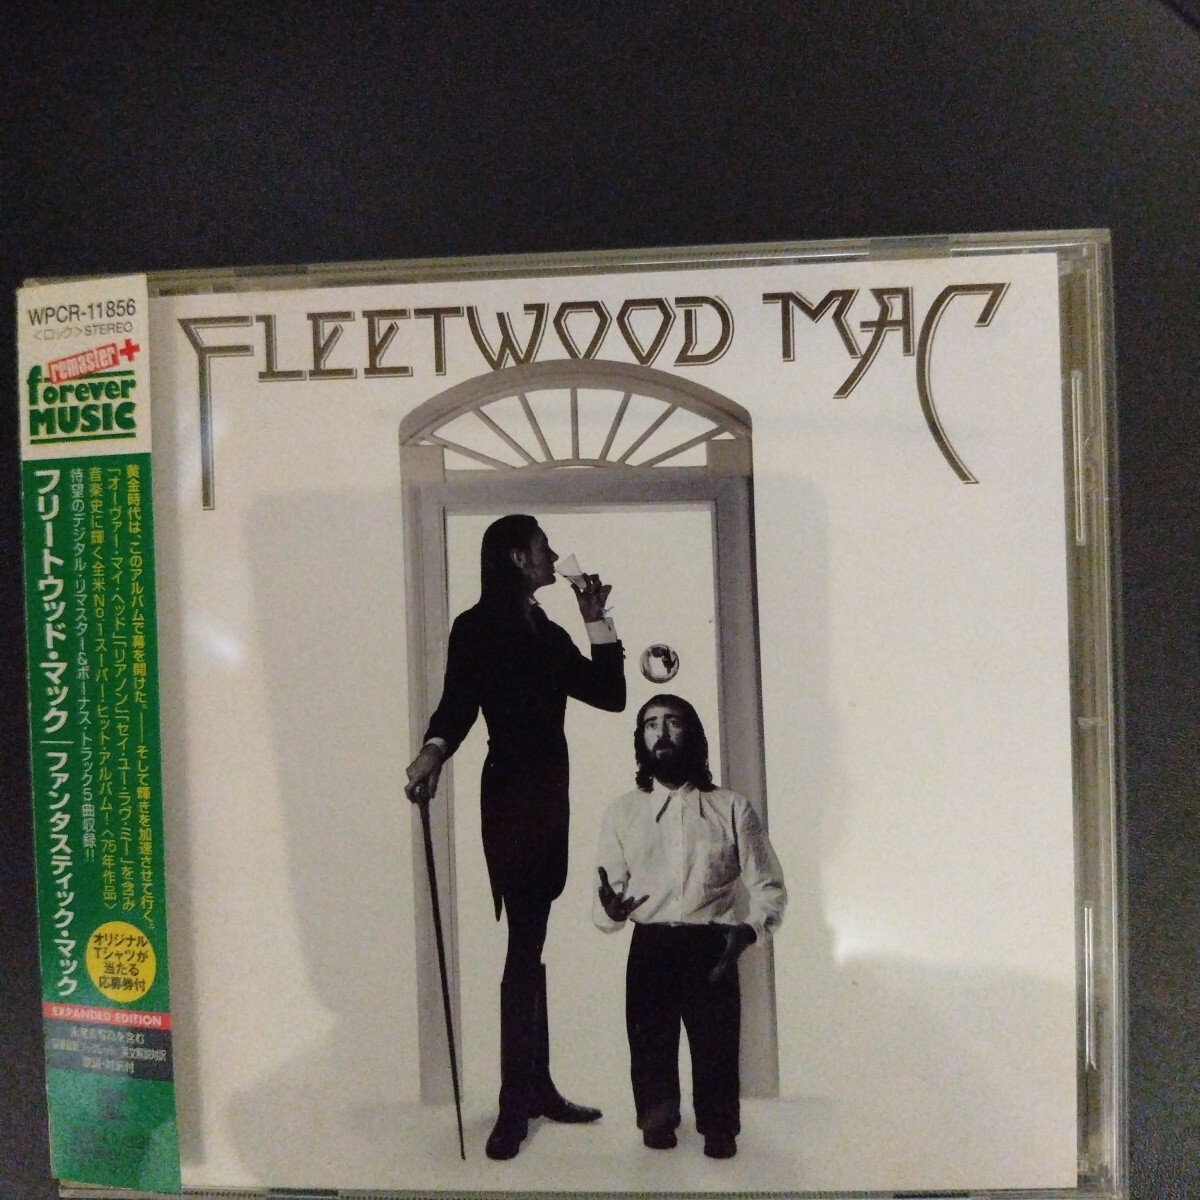 WPCR-11856
<ロック>STEREO
remaster+
forever
MUSIC
フリートウッド・マック|ファンタスティック・マック
黄金時代は、このアルバムで幕を開けた。――そして輝きを加速させて行く。
「オーヴァー・マイ・ヘッド」「リアノン」「セイ・ユー・ラヴ・ミー」を含み
音楽史に輝く全米No.1スーパー・ヒット・アルバム!〈75年作品〉
待望のデジタル・リマスター&ボーナス・トラック5曲収録!!
オリジナル
Tシャツが
当たる
応募券付
EXPANDED EDITION
FLEETWOOD MAC